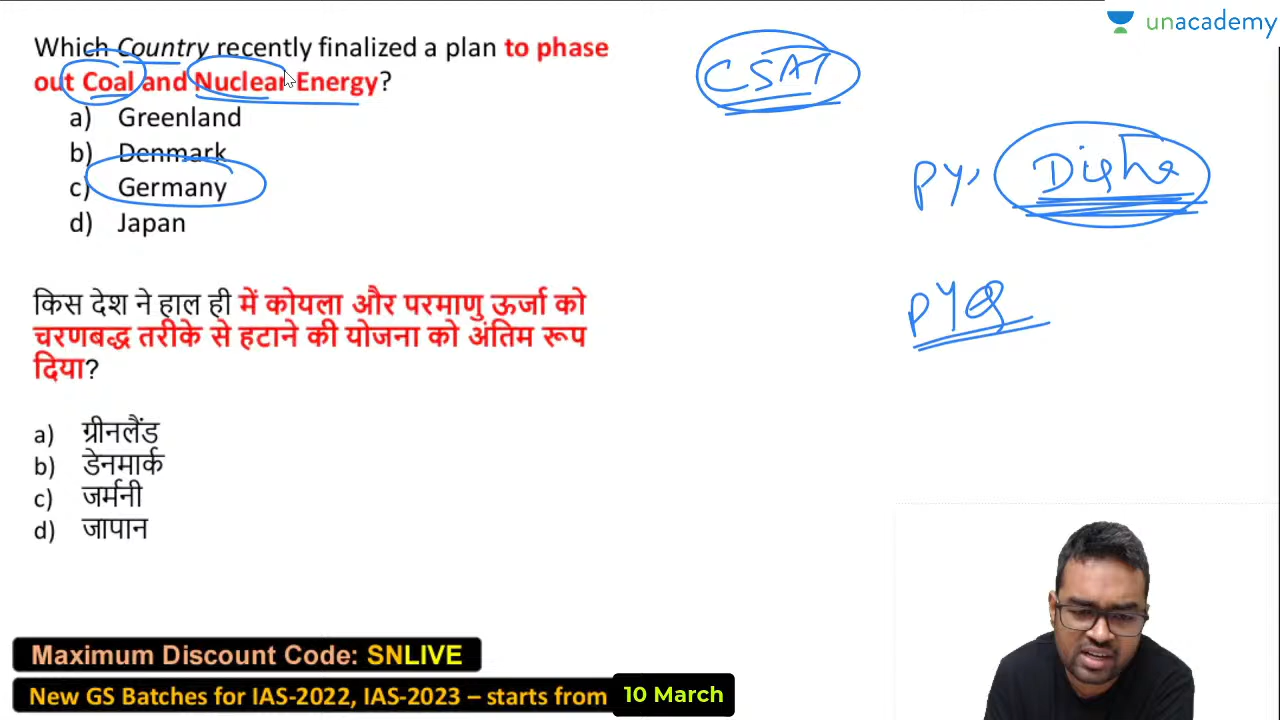 unacademy
Which Country recently finalized a plan to phase
out Coal and Nuclear Energy?
a) Greenland
b) Denmark
c) Germany
d) Japan
CSAT
PY. Disha
PYQ
किस देश ने हाल ही में कोयला और परमाणु ऊर्जा को
चरणबद्ध तरीके से हटाने की योजना को अंतिम रूप
दिया?
a) ग्रीनलैंड
b) डेनमार्क
c) जर्मनी
d) जापान
Maximum Discount Code: SNLIVE
New GS Batches for IAS-2022, IAS-2023 – starts from 10 March